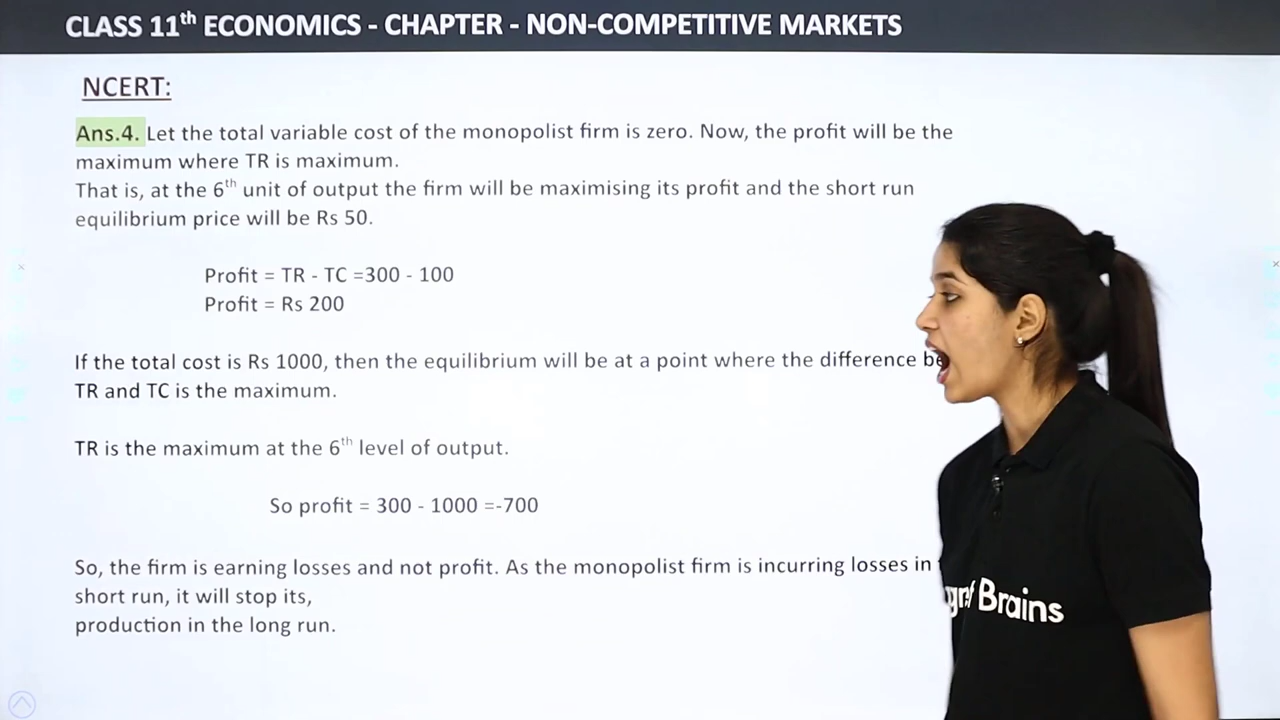 CLASS 11th ECONOMICS - CHAPTER - NON-COMPETITIVE MARKETS
NCERT:
Ans.4. Let the total variable cost of the monopolist firm is zero. Now, the profit will be the
maximum where TR is maximum.
That is, at the 6th unit of output the firm will be maximising its profit and the short run
equilibrium price will be Rs 50.
Profit = TR - TC =300 - 100
Profit = Rs 200
If the total cost is Rs 1000, then the equilibrium will be at a point where the difference
TR and TC is the maximum.
TR is the maximum at the 6th level of output.
So profit = 300 - 1000 =-700
So, the firm is earning losses and not profit. As the monopolist firm is incurring losses in
short run, it will stop its,
production in the long run.
Brains